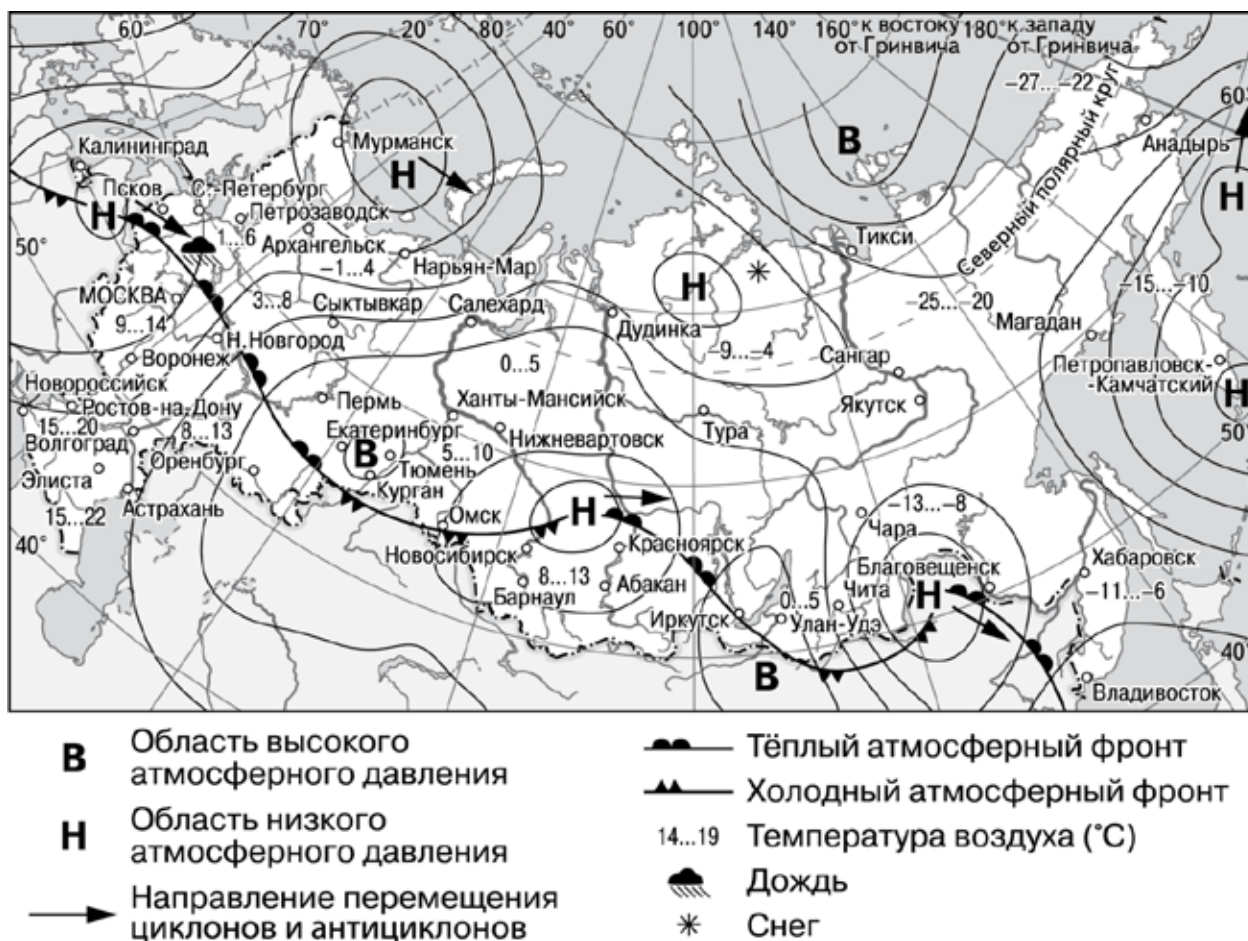 60° 70° 20° 80° 40° 60° 80° 100° 120° 140° 160° к востоку от Гринвича 180° к западу от Гринвича
−27...−22
60°
Северный полярный круг
Анадырь
В
Мурманск
Н
Калининград
Псков
С.-Петербург
Н
Петрозаводск
1...6
Архангельск
−1...4
Нарьян-Мар
Тикси
Н
50°
Н
−15...−10
−25...−20
МОСКВА
3...8
Сыктывкар
Салехард
Дудинка
Магадан
9...14
Н.Новгород
−9...−4
Сангар
Воронеж
0...5
Петропавловск-
-Камчатский
Новороссийск
Пермь
Ханты-Мансийск
Якутск
Н
Ростов-на-Дону
15...20
8...13
Екатеринбург
Нижневартовск
Тура
50°
Волгоград
В
5...10
Оренбург
Тюмень
Элиста
Курган
Астрахань
−13...−8
15...22
Омск
Н
Чара
40°
Новосибирск
Красноярск
Хабаровск
Благовещенск
8...13
Абакан
0...5
Чита
Н
−11...−6
Барнаул
Иркутск
Улан-Удэ
40°
В
Владивосток
В Область высокого
атмосферного давления
Н Область низкого
атмосферного давления
Направление перемещения
циклонов и антициклонов
Тёплый атмосферный фронт
Холодный атмосферный фронт
14...19 Температура воздуха (°С)
Дождь
Снег